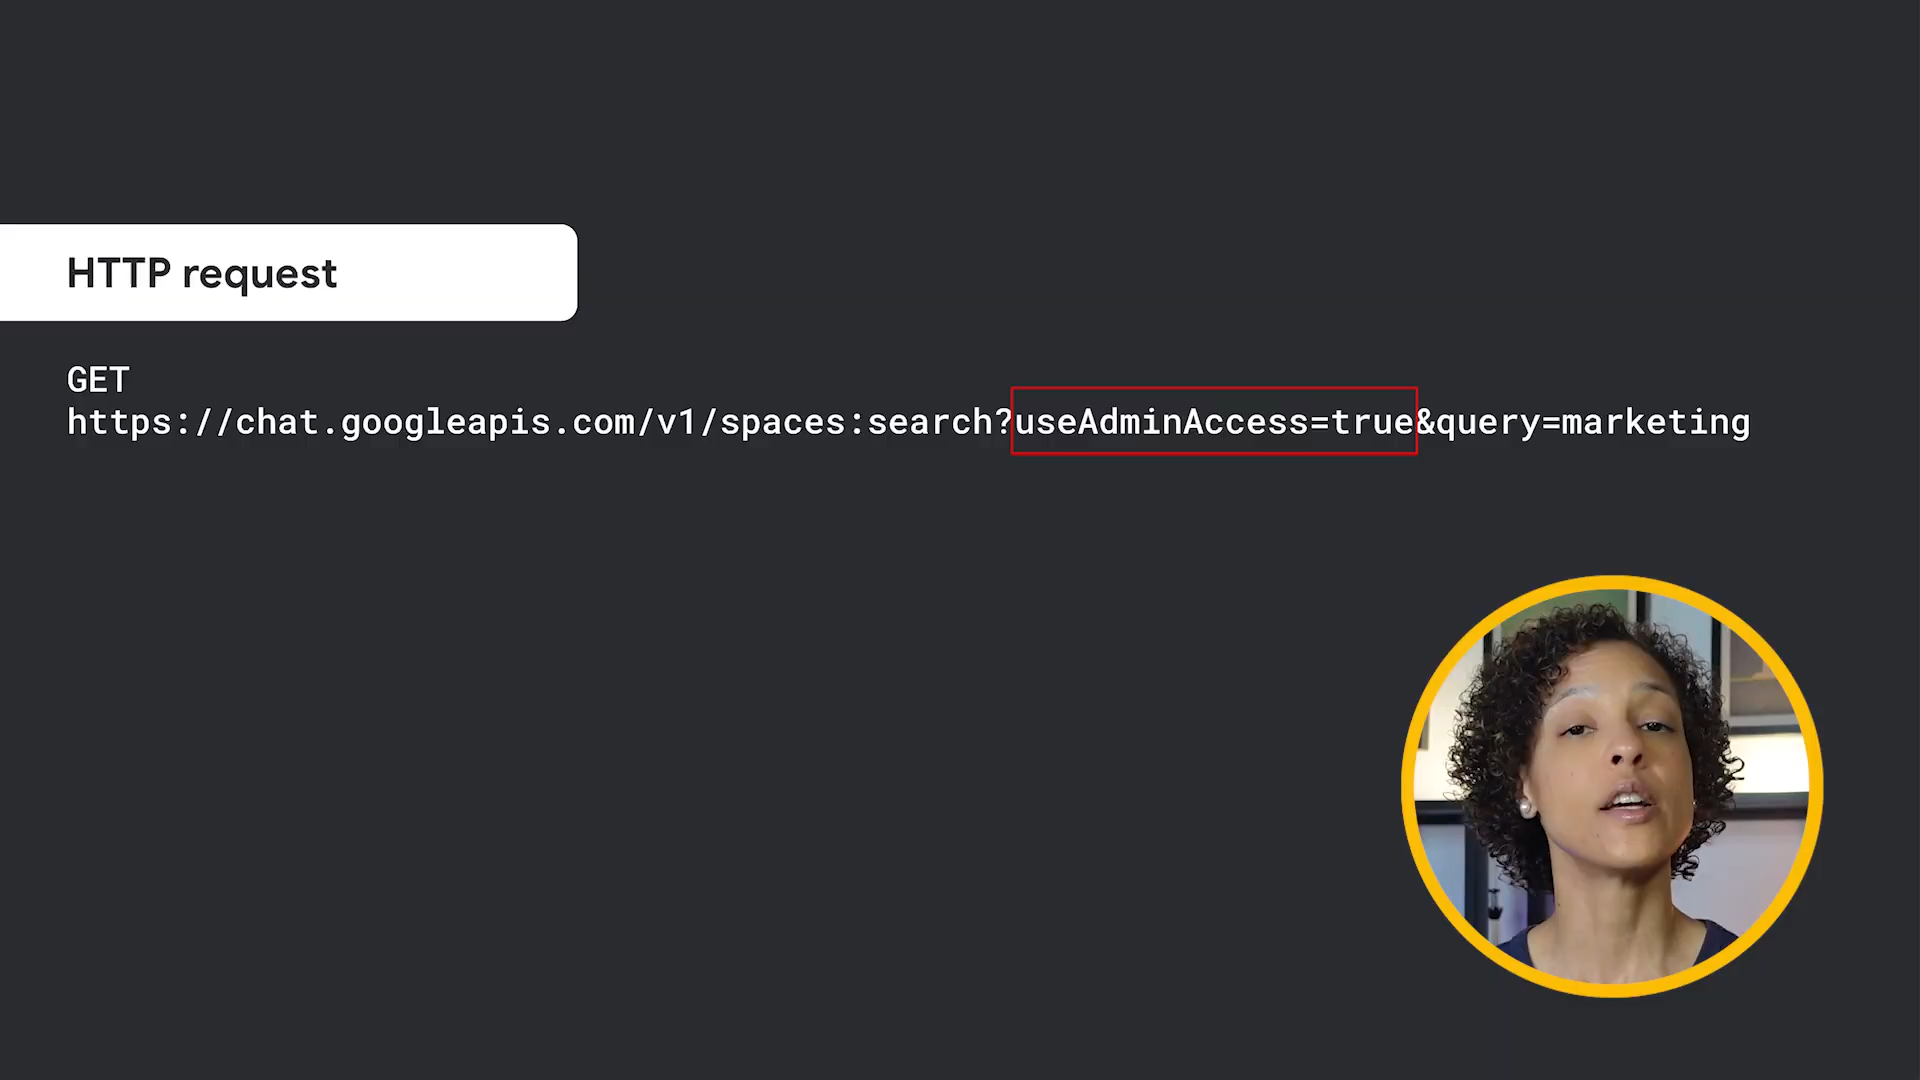 HTTP request
GET
https://chat.googleapis.com/v1/spaces:search?useAdminAccess=true&query=marketing